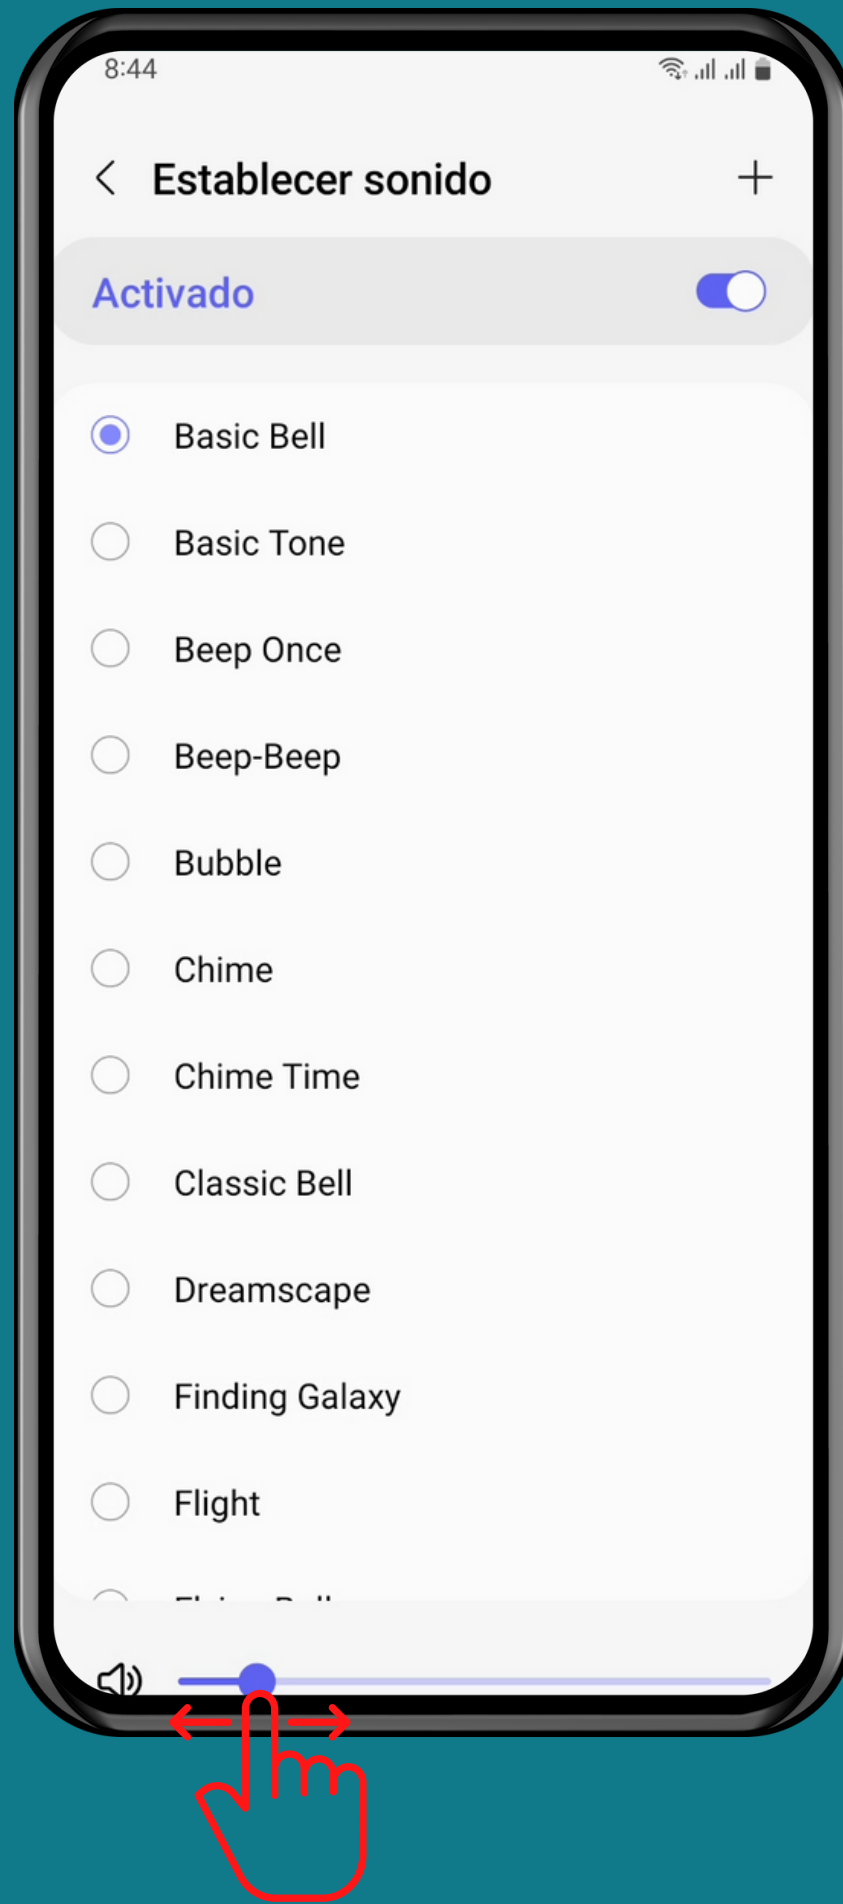 8:44
Establecer sonido
Activado
Basic Bell
Basic Tone
Beep Once
Beep-Beep
Bubble
Chime
Chime Time
Classic Bell
Dreamscape
Finding Galaxy
Flight